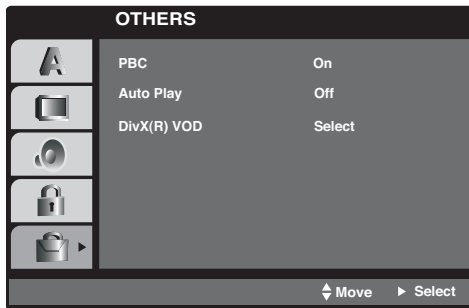 OTHERS
A
PBC On
Auto Play Off
DivX(R) VOD Select
Move Select